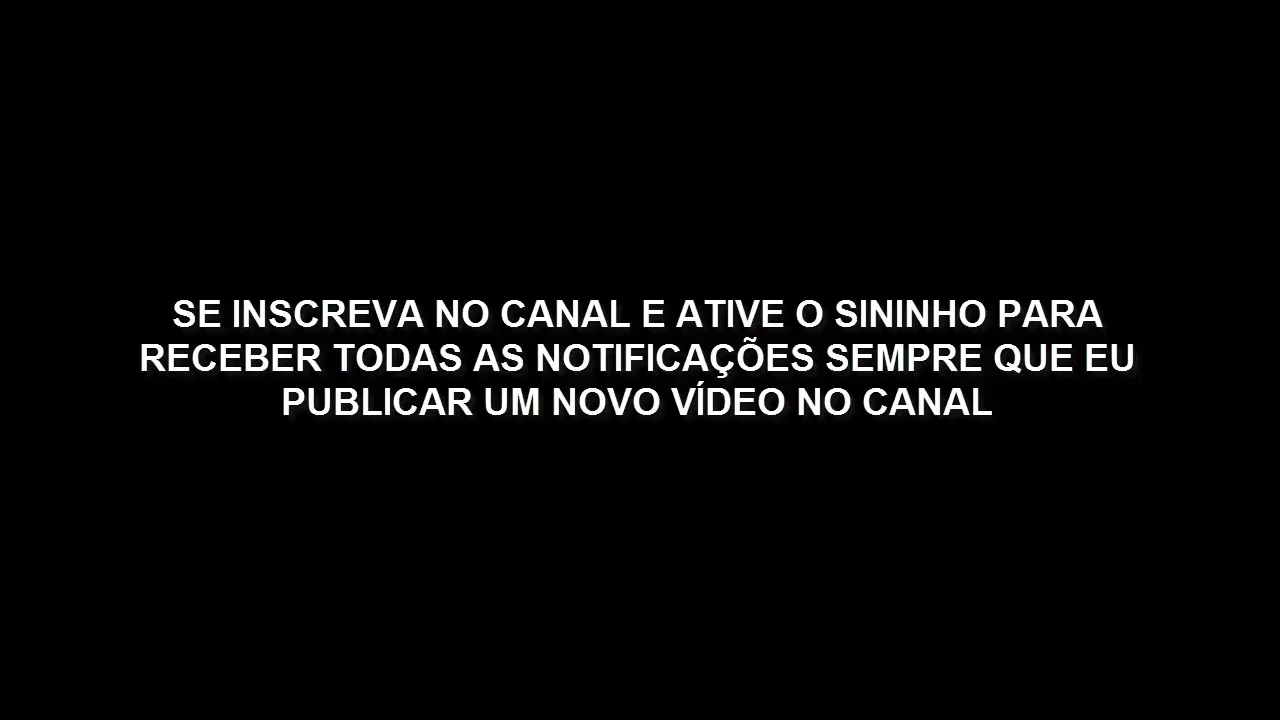 SE INSCREVA NO CANAL E ATIVE O SININHO PARA
RECEBER TODAS AS NOTIFICAÇÕES SEMPRE QUE EU
PUBLICAR UM NOVO VÍDEO NO CANAL